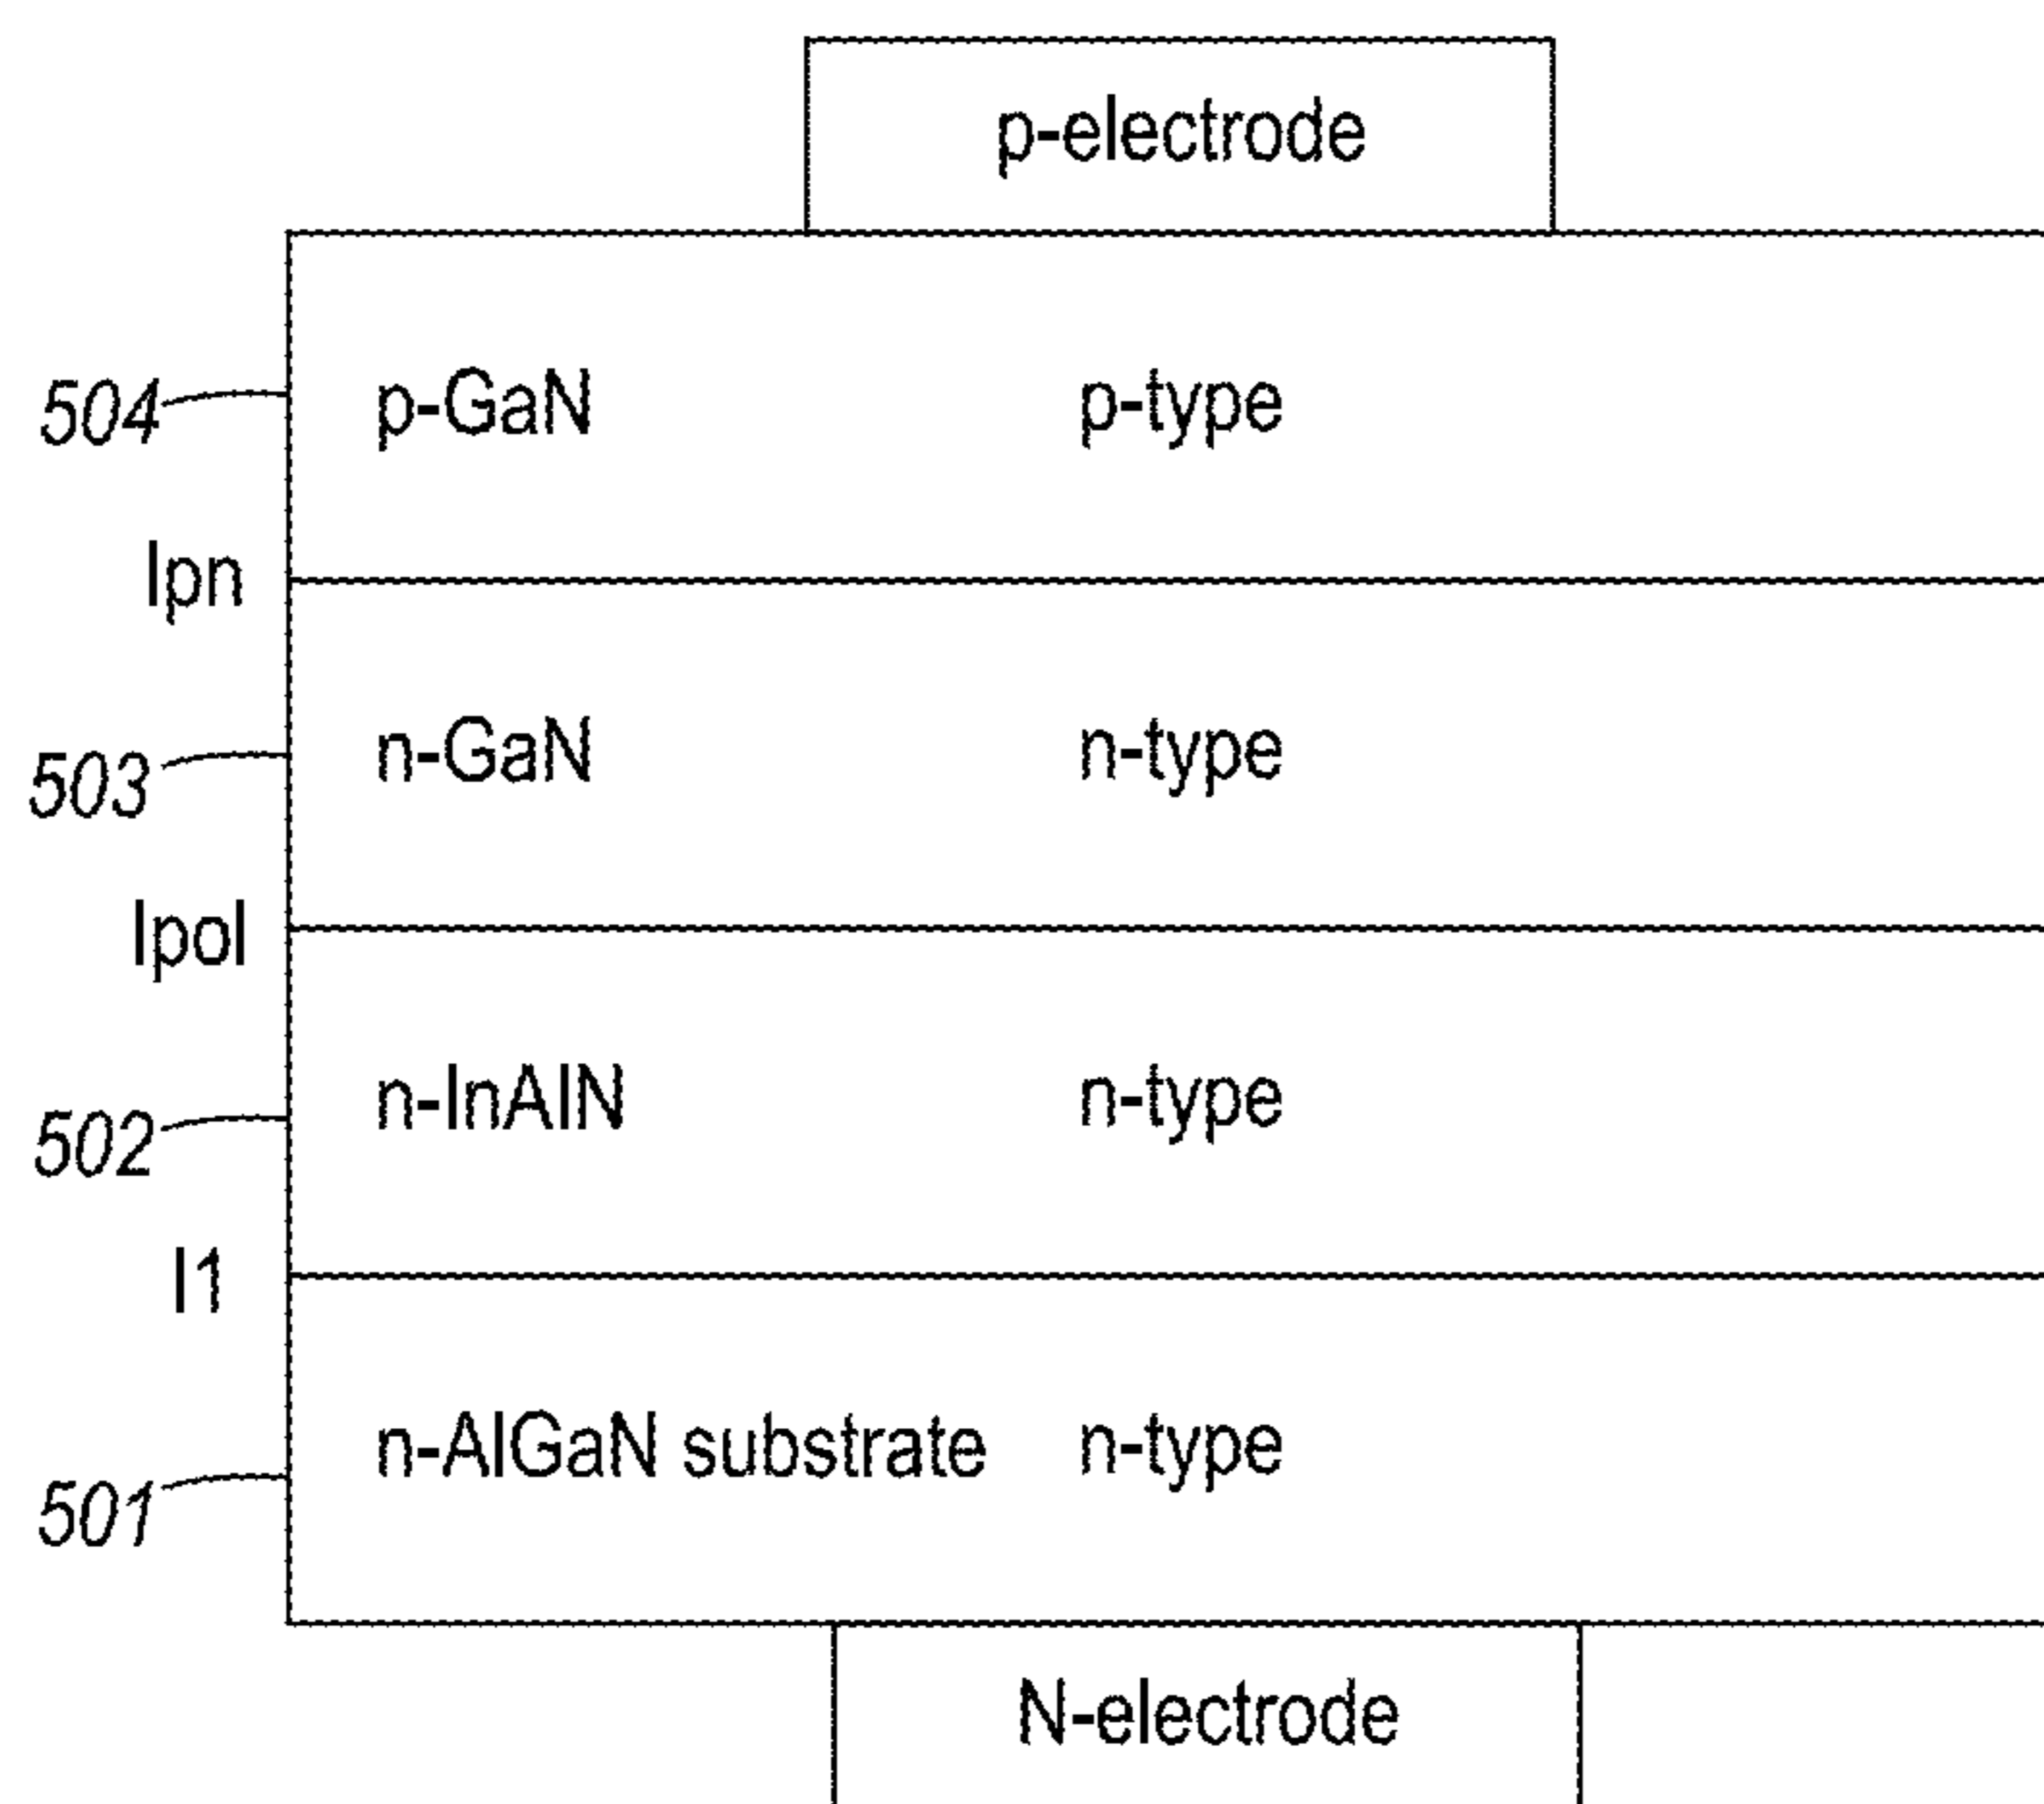 p-electrode
504 p-GaN p-type
Ipn
503 n-GaN n-type
Ipol
502 n-InAlN n-type
I1
501 n-AlGaN substrate n-type
N-electrode